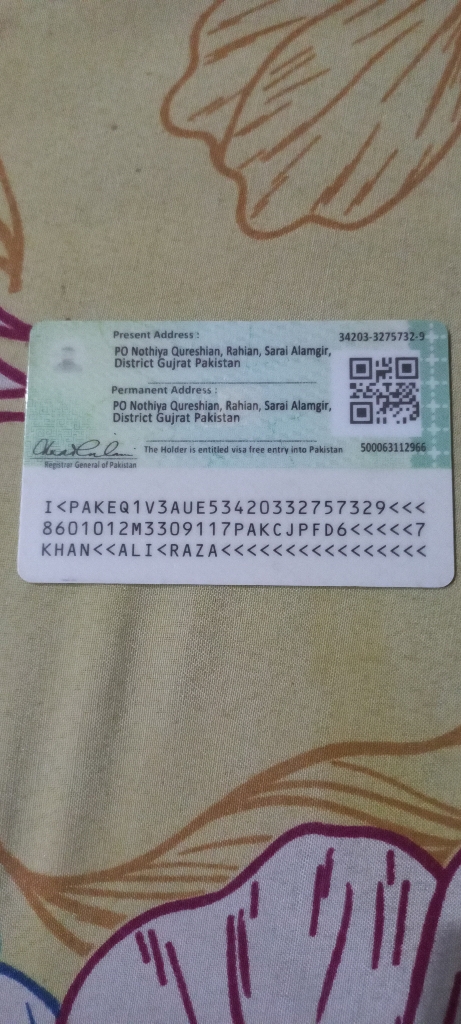 Present Address :
34203-3275732-9
PO Nothiya Qureshian, Rahian, Sarai Alamgir,
District Gujrat Pakistan
Permanent Address :
PO Nothiya Qureshian, Rahian, Sarai Alamgir,
District Gujrat Pakistan
Registrar General of Pakistan
The Holder is entitled visa free entry into Pakistan
500063112966
I<PAKEQ1V3AUE53420332757329<<<
8601012M3309117PAKCJPFD6<<<<<7
KHAN<<ALI<RAZA<<<<<<<<<<<<<<<<